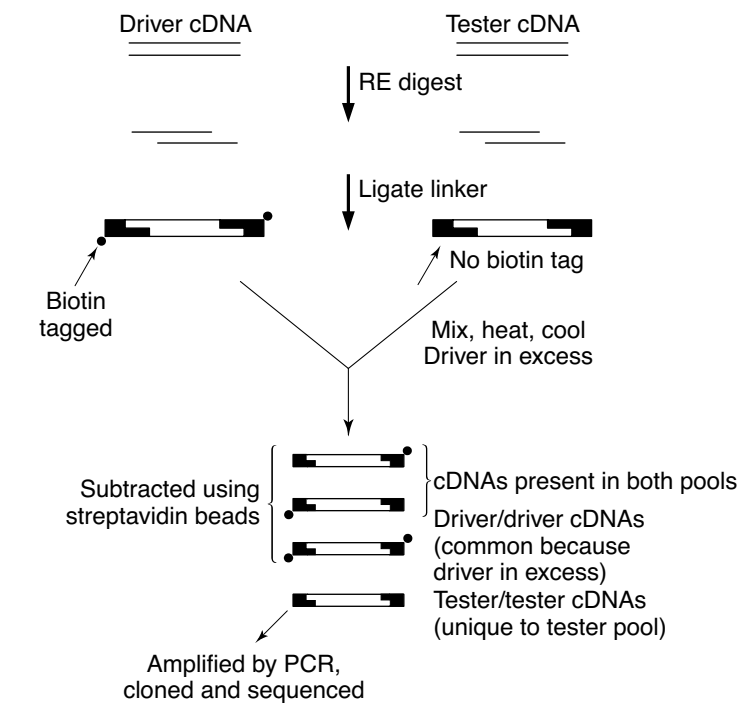 Driver cDNA
Tester cDNA
RE digest
Ligate linker
No biotin tag
Biotin
tagged
Mix, heat, cool
Driver in excess
Subtracted using
streptavidin beads
cDNAs present in both pools
Driver/driver cDNAs
(common because
driver in excess)
Tester/tester cDNAs
(unique to tester pool)
Amplified by PCR,
cloned and sequenced